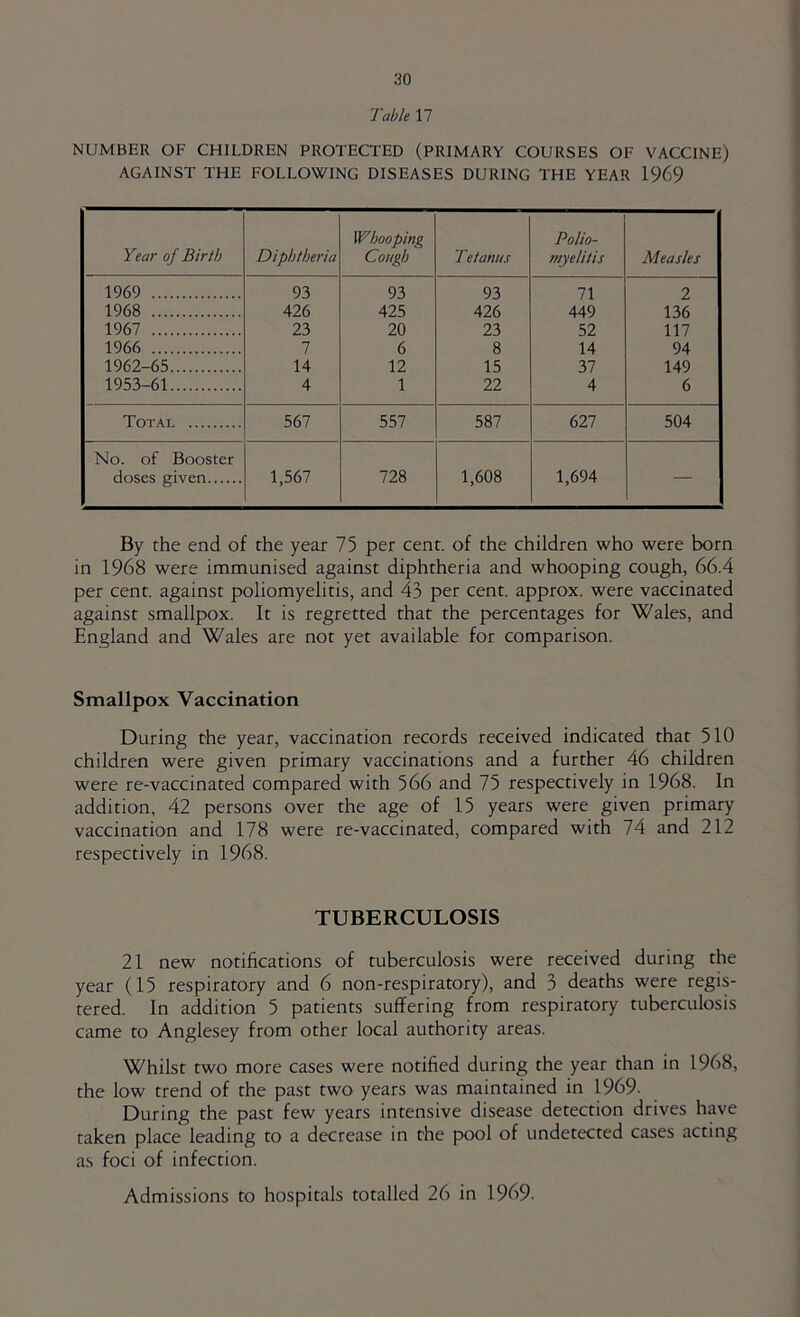 30
Table 17
NUMBER OF CHILDREN PROTECTED (PRIMARY COURSES OF VACCINE)
AGAINST THE FOLLOWING DISEASES DURING THE YEAR 1969
Year of Birth Diphtheria Whooping Cough Tetanus Polio-myelitis Measles
1969 ............... 93 93 93 71 2
1968 ............... 426 425 426 449 136
1967 ............... 23 20 23 52 117
1966 ............... 7 6 8 14 94
1962-65............ 14 12 15 37 149
1953-61............ 4 1 22 4 6
TOTAL ......... 567 557 587 627 504
No. of Booster
doses given...... 1,567 728 1,608 1,694 —
By the end of the year 75 per cent. of the children who were born
in 1968 were immunised against diphtheria and whooping cough, 66.4
per cent. against poliomyelitis, and 43 per cent. approx. were vaccinated
against smallpox. It is regretted that the percentages for Wales, and
England and Wales are not yet available for comparison.
Smallpox Vaccination
During the year, vaccination records received indicated that 510
children were given primary vaccinations and a further 46 children
were re-vaccinated compared with 566 and 75 respectively in 1968. In
addition, 42 persons over the age of 15 years were given primary
vaccination and 178 were re-vaccinated, compared with 74 and 212
respectively in 1968.
TUBERCULOSIS
21 new notifications of tuberculosis were received during the
year (15 respiratory and 6 non-respiratory), and 3 deaths were regis-
tered. In addition 5 patients suffering from respiratory tuberculosis
came to Anglesey from other local authority areas.
Whilst two more cases were notified during the year than in 1968,
the low trend of the past two years was maintained in 1969.
During the past few years intensive disease detection drives have
taken place leading to a decrease in the pool of undetected cases acting
as foci of infection.
Admissions to hospitals totalled 26 in 1969.